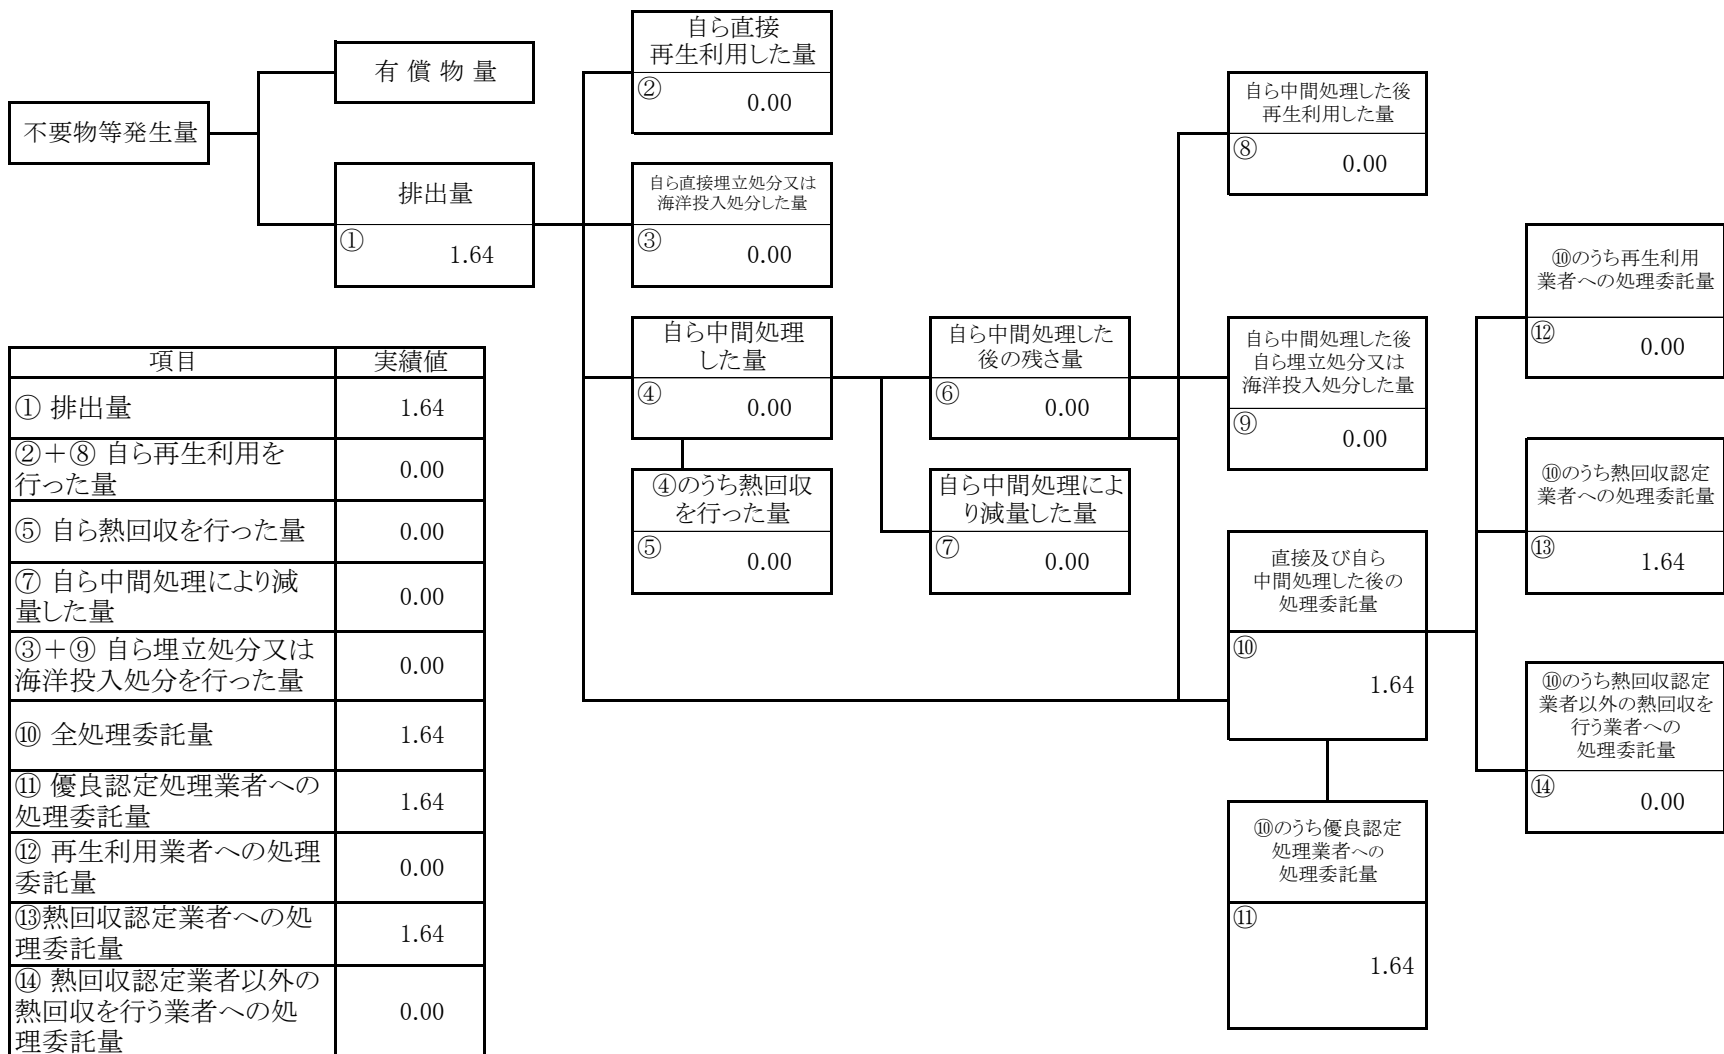 不要物等発生量
有 償 物 量
排出量
①
1.64
自ら直接
再生利用した量
②
0.00
自ら直接埋立処分又は
海洋投入処分した量
③
0.00
自ら中間処理
した量
④
0.00
④のうち熱回収
を行った量
⑤
0.00
自ら中間処理した
後の残さ量
⑥
0.00
自ら中間処理によ
り減量した量
⑦
0.00
自ら中間処理した後
再生利用した量
⑧
0.00
自ら中間処理した後
自ら埋立処分又は
海洋投入処分した量
⑨
0.00
直接及び自ら
中間処理した後の
処理委託量
⑩
1.64
⑩のうち優良認定
処理業者への
処理委託量
⑪
1.64
⑩のうち再生利用
業者への処理委託量
⑫
0.00
⑩のうち熱回収認定
業者への処理委託量
⑬
1.64
⑩のうち熱回収認定
業者以外の熱回収を
行う業者への
処理委託量
⑭
0.00
項目 実績値
① 排出量 1.64
②+⑧ 自ら再生利用を
行った量 0.00
⑤ 自ら熱回収を行った量 0.00
⑦ 自ら中間処理により減
量した量 0.00
③+⑨ 自ら埋立処分又は
海洋投入処分を行った量 0.00
⑩ 全処理委託量 1.64
⑪ 優良認定処理業者への
処理委託量 1.64
⑫ 再生利用業者への処理
委託量 0.00
⑬熱回収認定業者への処
理委託量 1.64
⑭ 熱回収認定業者以外の
熱回収を行う業者への処
理委託量 0.00